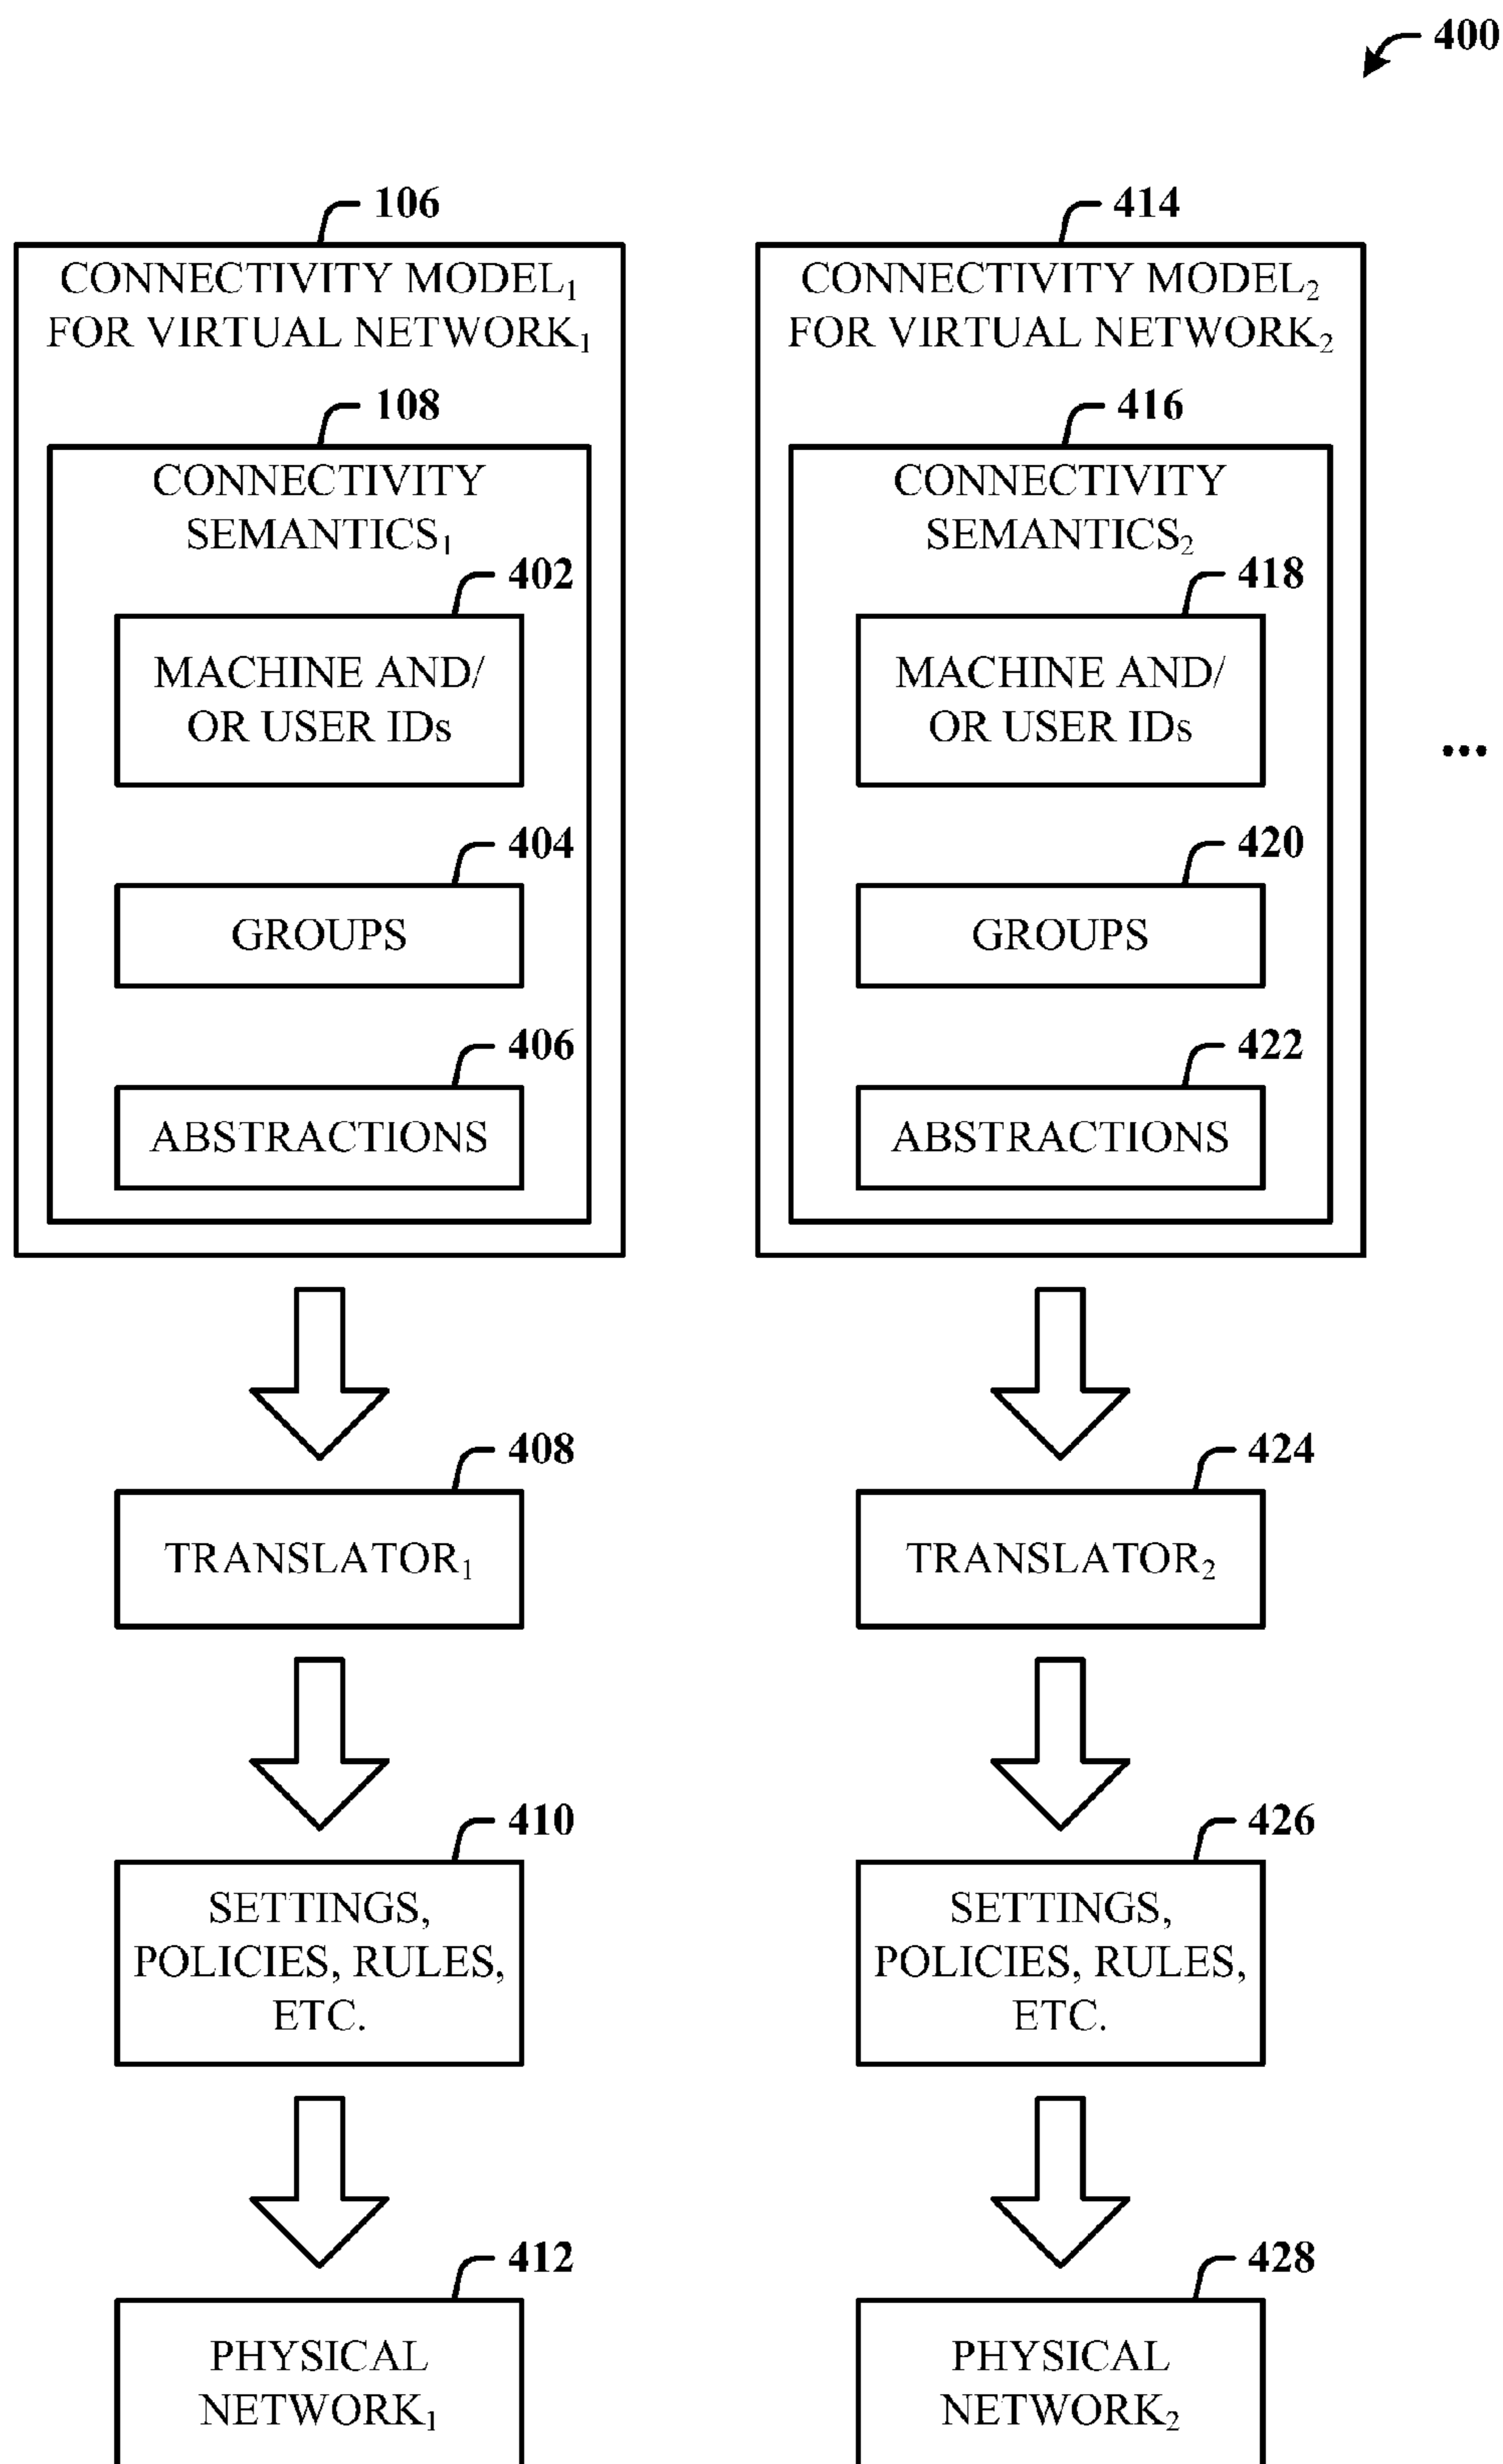 400
106
CONNECTIVITY MODEL₁
FOR VIRTUAL NETWORK₁
108
CONNECTIVITY
SEMANTICS₁
402
MACHINE AND/
OR USER IDs
404
GROUPS
406
ABSTRACTIONS
408
TRANSLATOR₁
410
SETTINGS,
POLICIES, RULES,
ETC.
412
PHYSICAL
NETWORK₁
414
CONNECTIVITY MODEL₂
FOR VIRTUAL NETWORK₂
416
CONNECTIVITY
SEMANTICS₂
418
MACHINE AND/
OR USER IDs
420
GROUPS
422
ABSTRACTIONS
424
TRANSLATOR₂
426
SETTINGS,
POLICIES, RULES,
ETC.
428
PHYSICAL
NETWORK₂
...